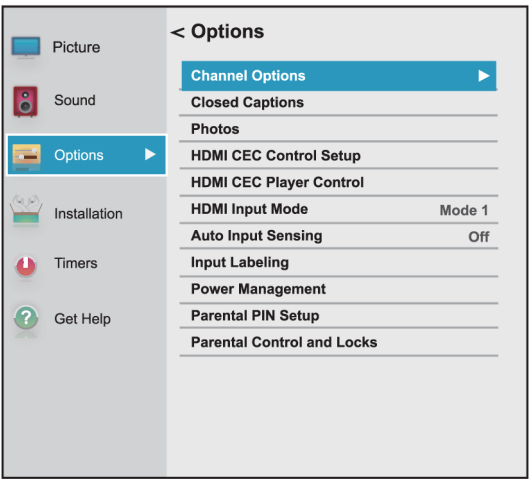 Picture
Sound
Options
Installation
Timers
Get Help
< Options
Channel Options
Closed Captions
Photos
HDMI CEC Control Setup
HDMI CEC Player Control
HDMI Input Mode Mode 1
Auto Input Sensing Off
Input Labeling
Power Management
Parental PIN Setup
Parental Control and Locks